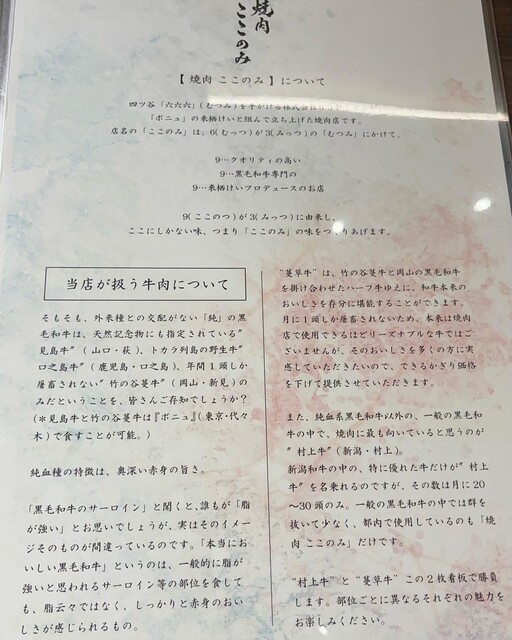 焼肉
ここのみ
【 焼肉 ここのみ 】について
四ツ谷「六六六」(むつみ)を手がける株式会社
「ボニュ」の来栖けいと組んで立ち上げた焼肉店です。
店名の「ここのみ」は、6(むっつ)が3(みっつ)の「むつみ」にかけて、
9…クオリティの高い
9…黒毛和牛専門の
9…来栖けいプロデュースのお店
9(ここのつ)が3(みっつ)に由来し、
ここにしかない味、つまり「ここのみ」の味をつくりあげます。
当店が扱う牛肉について
そもそも、外来種との交配がない「純」の黒
毛和牛は、天然記念物にも指定されている"
見島牛"(山口・萩)、トカラ列島の野生牛"
口之島牛"(鹿児島・口之島)、年間1頭しか
屠畜されない"竹の谷蔓牛"(岡山・新見)の
みだということを、皆さんご存知でしょうか?
(*見島牛と竹の谷蔓牛は『ボニュ』(東京・代々
木)で食すことが可能。)
純血種の特徴は、奥深い赤身の旨さ。
「黒毛和牛のサーロイン」と聞くと、誰もが「脂
が強い」とお思いでしょうが、実はそのイメー
ジそのものが間違っているのです。「本当にお
いしい黒毛和牛」というのは、一般的に脂が
強いと思われるサーロイン等の部位を食して
も、脂云々ではなく、しっかりと赤身のおい
しさが感じられるもの。
"蔓草牛"は、竹の谷蔓牛と岡山の黒毛和牛
を掛け合わせたハーフ牛ゆえに、和牛本来の
おいしさを存分に堪能することができます。
月に1頭しか屠畜されないため、本来は焼肉
店で使用できるほどリーズナブルな牛ではご
ざいませんが、そのおいしさを多くの方に実
感していただきたいので、できるかぎり価格
を下げて提供させていただきます。
また、純血系黒毛和牛以外の、一般の黒毛和
牛の中で、焼肉に最も向いていると思うのが
"村上牛"(新潟・村上)。
新潟和牛の中の、特に優れた牛だけが"村上
牛"を名乗れるのですが、その数は月に20
〜30頭のみ。一般の黒毛和牛の中では群を
抜いて少なく、都内で使用しているのも「焼
肉 ここのみ」だけです。
"村上牛"と"蔓草牛"この2枚看板で勝負
します。部位ごとに異なるそれぞれの魅力を
お楽しみください。